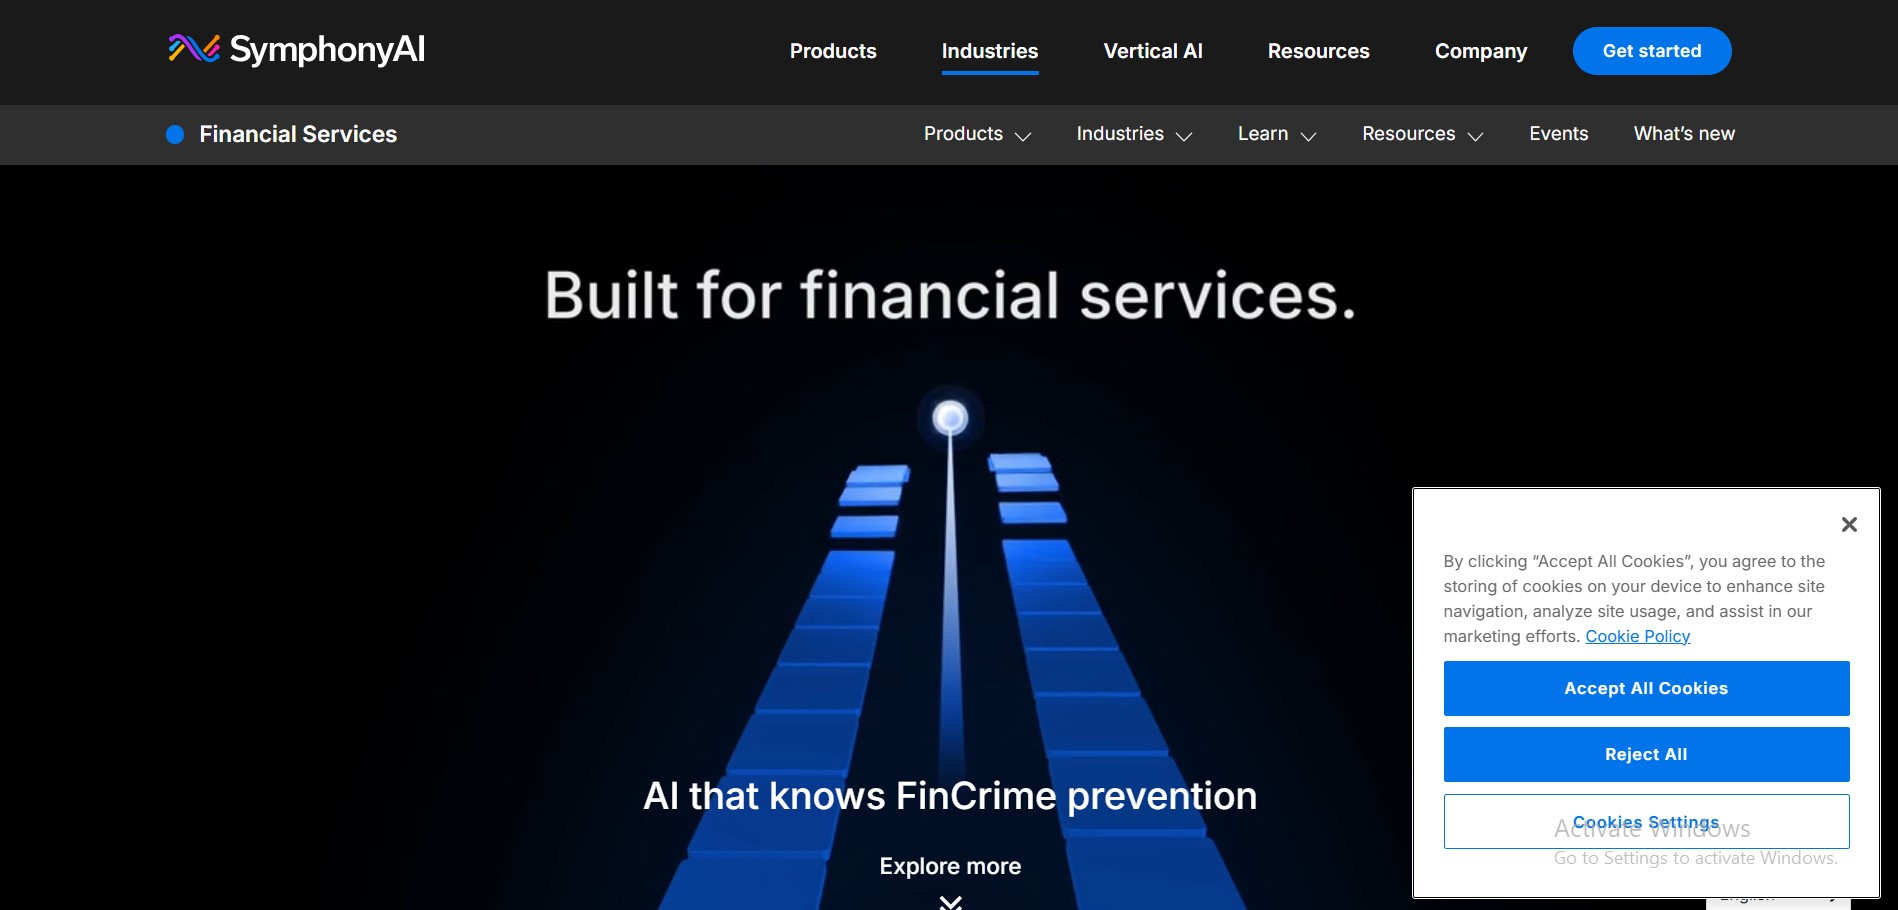 SymphonyAI
Products
Industries
Vertical AI
Resources
Company
Get started
Financial Services
Products
Industries
Learn
Resources
Events
What’s new
Built for financial services.
AI that knows FinCrime prevention
Explore more
By clicking “Accept All Cookies”, you agree to the
storing of cookies on your device to enhance site
navigation, analyze site usage, and assist in our
marketing efforts. Cookie Policy
Accept All Cookies
Reject All
Cookies Settings
Activate Windows
Go to Settings to activate Windows.